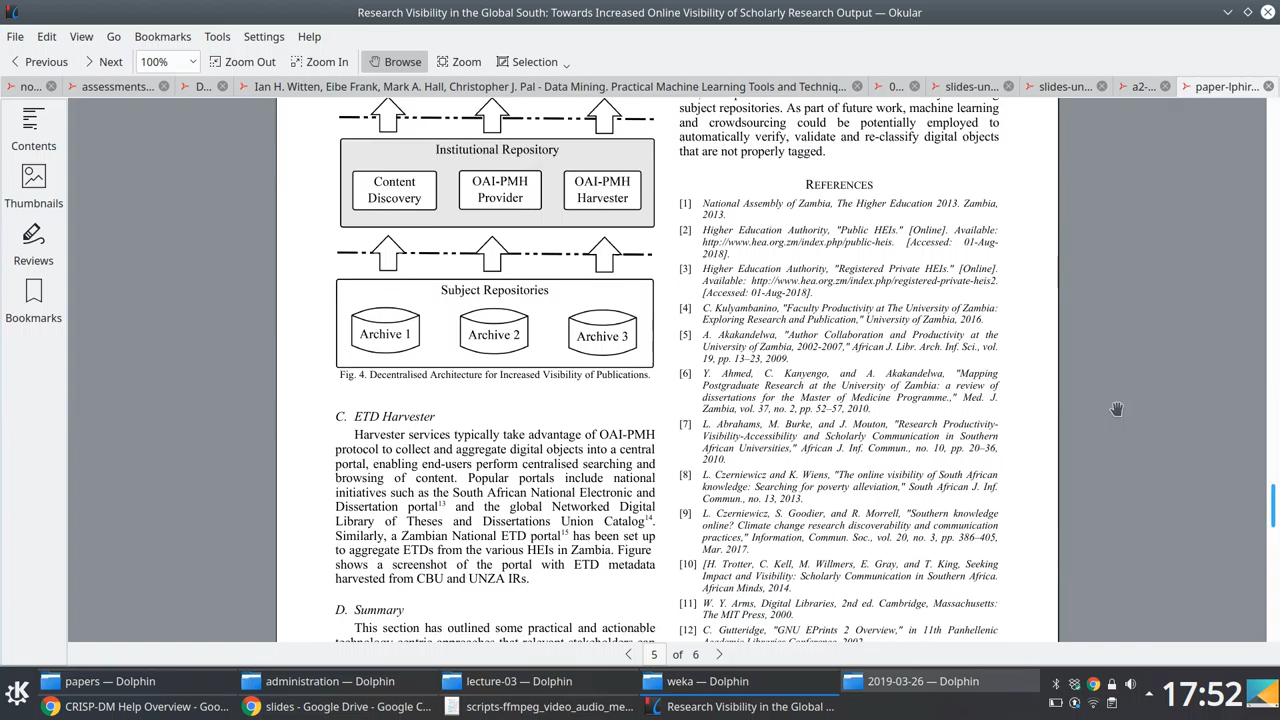 Research Visibility in the Global South: Towards Increased Online Visibility of Scholarly Research Output — Okular
File Edit View Go Bookmarks Tools Settings Help
Previous Next 100% Zoom Out Zoom In Browse Zoom Selection
no... assessments... D... Ian H. Witten, Eibe Frank, Mark A. Hall, Christopher J. Pal - Data Mining. Practical Machine Learning Tools and Techniq... 0... slides-un... slides-un... a2-... paper-lphir...
Contents
Thumbnails
Reviews
Bookmarks
Institutional Repository
Content
Discovery
OAI-PMH
Provider
OAI-PMH
Harvester
Subject Repositories
Archive 1
Archive 2
Archive 3
Fig. 4. Decentralised Architecture for Increased Visibility of Publications.
C. ETD Harvester
Harvester services typically take advantage of OAI-PMH
protocol to collect and aggregate digital objects into a central
portal, enabling end-users perform centralised searching and
browsing of content. Popular portals include national
initiatives such as the South African National Electronic and
Dissertation portal13 and the global Networked Digital
Library of Theses and Dissertations Union Catalog14.
Similarly, a Zambian National ETD portal15 has been set up
to aggregate ETDs from the various HEIs in Zambia. Figure
shows a screenshot of the portal with ETD metadata
harvested from CBU and UNZA IRs.
D. Summary
This section has outlined some practical and actionable
technology centric approaches that relevant stakeholders can
subject repositories. As part of future work, machine learning
and crowdsourcing could be potentially employed to
automatically verify, validate and re-classify digital objects
that are not properly tagged.
REFERENCES
[1] National Assembly of Zambia, The Higher Education 2013. Zambia,
2013.
[2] Higher Education Authority, "Public HEIs." [Online]. Available:
http://www.hea.org.zm/index.php/public-heis. [Accessed: 01-Aug-
2018].
[3] Higher Education Authority, "Registered Private HEIs." [Online].
Available: http://www.hea.org.zm/index.php/registered-private-heis2.
[Accessed: 01-Aug-2018].
[4] C. Kulyambanino, "Faculty Productivity at The University of Zambia:
Exploring Research and Publication," University of Zambia, 2016.
[5] A. Akakandelwa, "Author Collaboration and Productivity at the
University of Zambia, 2002-2007," African J. Libr. Arch. Inf. Sci., vol.
19, pp. 13–23, 2009.
[6] Y. Ahmed, C. Kanyengo, and A. Akakandelwa, "Mapping
Postgraduate Research at the University of Zambia: a review of
dissertations for the Master of Medicine Programme.," Med. J.
Zambia, vol. 37, no. 2, pp. 52–57, 2010.
[7] L. Abrahams, M. Burke, and J. Mouton, "Research Productivity-
Visibility-Accessibility and Scholarly Communication in Southern
African Universities," African J. Inf. Commun., no. 10, pp. 20–36,
2010.
[8] L. Czerniewicz and K. Wiens, "The online visibility of South African
knowledge: Searching for poverty alleviation," South African J. Inf.
Commun., no. 13, 2013.
[9] L. Czerniewicz, S. Goodier, and R. Morrell, "Southern knowledge
online? Climate change research discoverability and communication
practices," Information, Commun. Soc., vol. 20, no. 3, pp. 386–405,
Mar. 2017.
[10] [H. Trotter, C. Kell, M. Willmers, E. Gray, and T. King, Seeking
Impact and Visibility: Scholarly Communication in Southern Africa.
African Minds, 2014.
[11] W. Y. Arms, Digital Libraries, 2nd ed. Cambridge, Massachusetts:
The MIT Press, 2000.
[12] C. Gutteridge, "GNU EPrints 2 Overview," in 11th Panhellenic
Academic Libraries Conference, 2002.
5 of 6
papers — Dolphin administration — Dolphin lecture-03 — Dolphin weka — Dolphin 2019-03-26 — Dolphin
CRISP-DM Help Overview - Goo... slides - Google Drive - Google C... scripts-ffmpeg_video_audio_me... Research Visibility in the Global ...
17:52